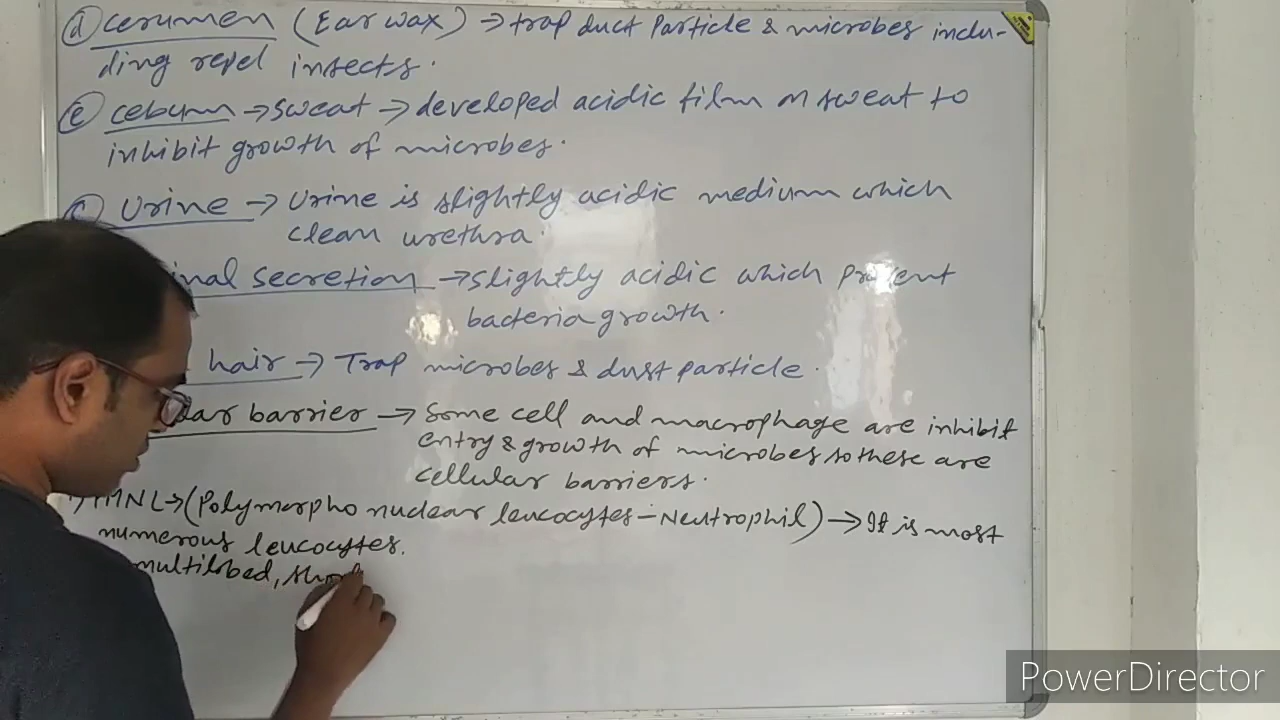 d cerumen (Ear wax) → trap duct particle & microbes inclu-
ding repel insects.
e cebum → sweat → developed acidic film on sweat to
inhibit growth of microbes.
Urine → Urine is slightly acidic medium which
clean urethra.
inal secretion → slightly acidic which prevent
bacteria growth.
hair → Trap microbes & dust particle.
lar barrier → Some cell and macrophage are inhibit
entry & growth of microbes so these are
cellular barriers.
PMNL → (Polymorpho nuclear leucocytes - Neutrophil) → It is most
numerous leucocytes.
multilobed,
PowerDirector